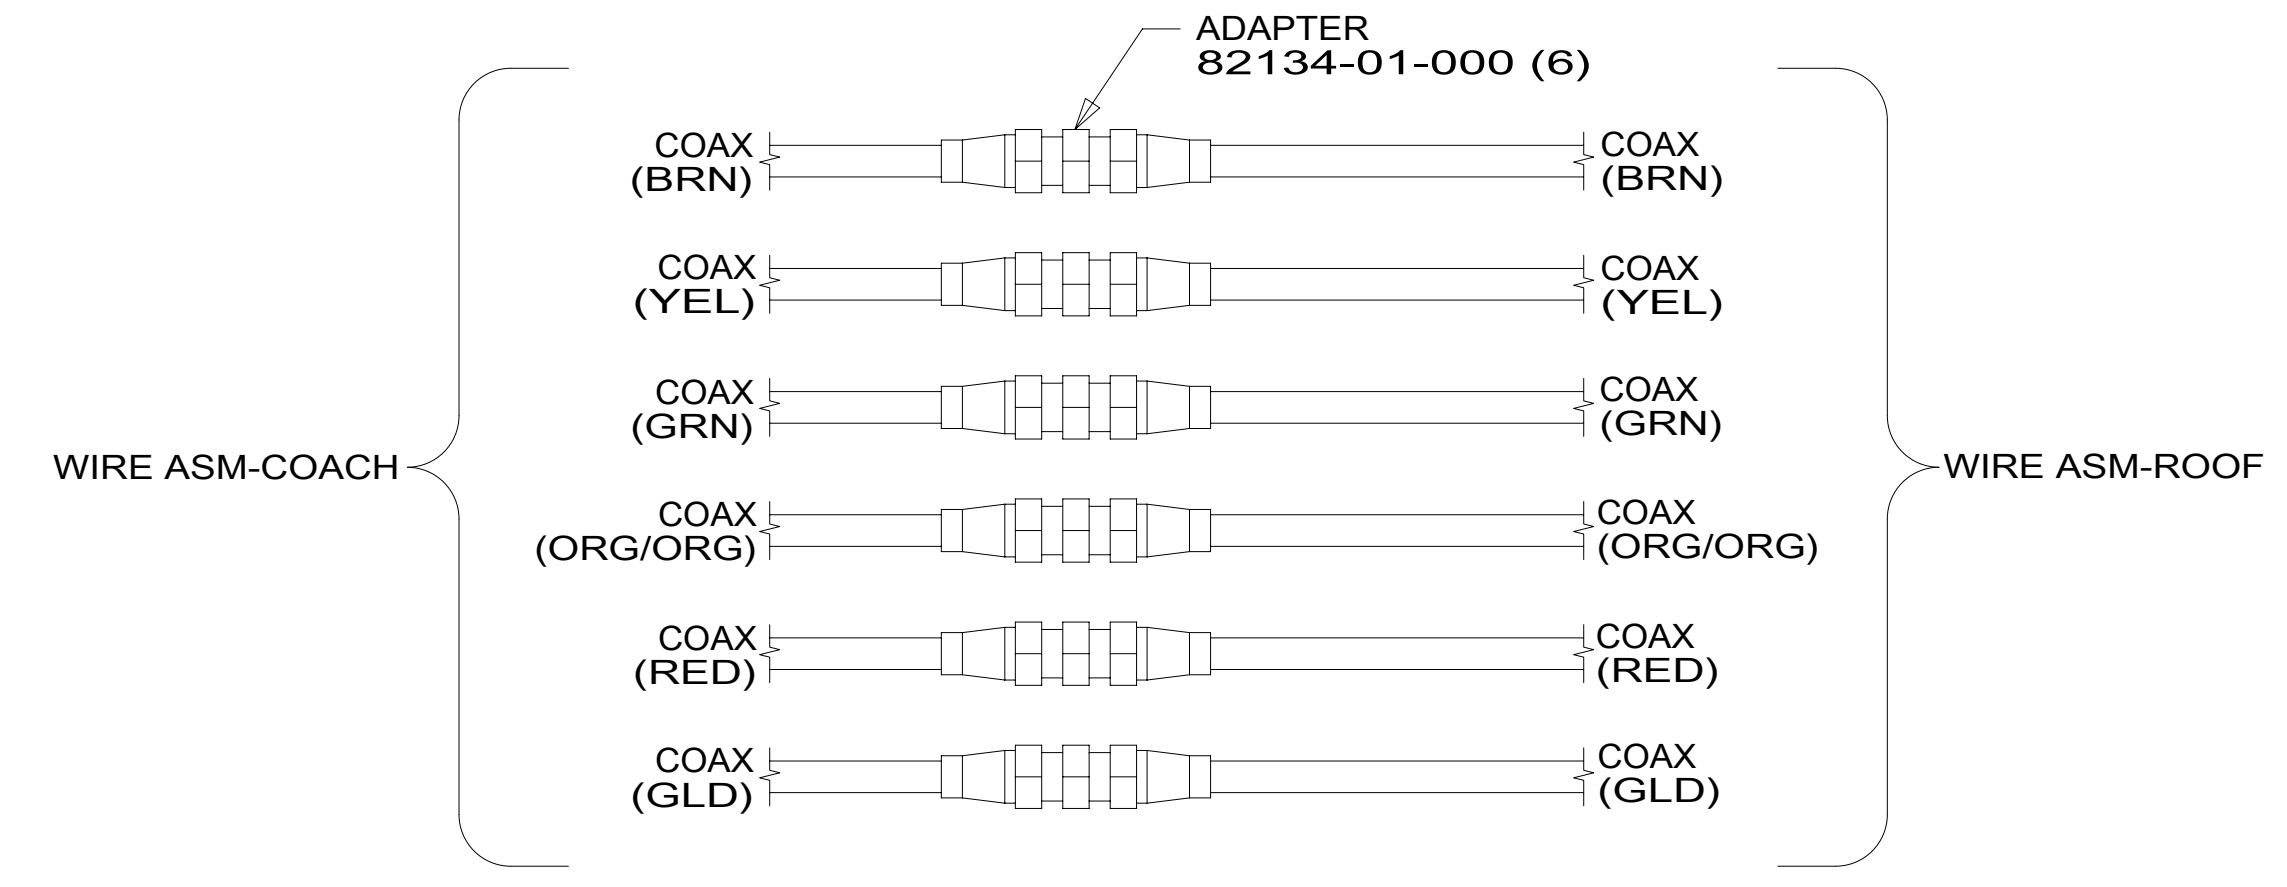 ADAPTER
82134-01-000 (6)
COAX
(BRN)
COAX
(BRN)
COAX
(YEL)
COAX
(YEL)
COAX
(GRN)
COAX
(GRN)
WIRE ASM-COACH
WIRE ASM-ROOF
COAX
(ORG/ORG)
COAX
(ORG/ORG)
COAX
(RED)
COAX
(RED)
COAX
(GLD)
COAX
(GLD)